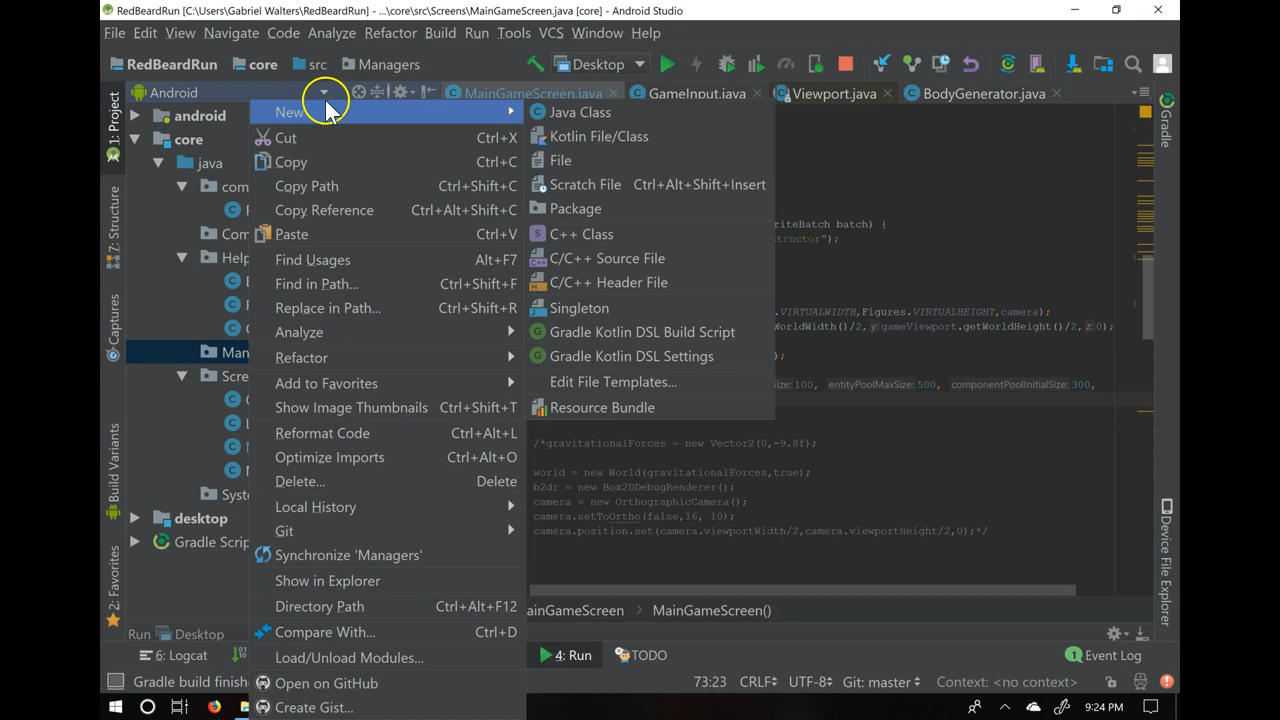 RedBeardRun [C:\Users\Gabriel Walters\RedBeardRun] - ...\core\src\Screens\MainGameScreen.java [core] - Android Studio
File Edit View Navigate Code Analyze Refactor Build Run Tools VCS Window Help
RedBeardRun core src Managers Desktop
Android MainGameScreen.java GameInput.java Viewport.java BodyGenerator.java
1: Project
7: Structure
Captures
Build Variants
2: Favorites
android
core
java
com
Com
Help
Man
Scre
Syst
desktop
Gradle Scrip
New
Cut Ctrl+X
Copy Ctrl+C
Copy Path Ctrl+Shift+C
Copy Reference Ctrl+Alt+Shift+C
Paste Ctrl+V
Find Usages Alt+F7
Find in Path... Ctrl+Shift+F
Replace in Path... Ctrl+Shift+R
Analyze
Refactor
Add to Favorites
Show Image Thumbnails Ctrl+Shift+T
Reformat Code Ctrl+Alt+L
Optimize Imports Ctrl+Alt+O
Delete... Delete
Local History
Git
Synchronize 'Managers'
Show in Explorer
Directory Path Ctrl+Alt+F12
Compare With... Ctrl+D
Load/Unload Modules...
Open on GitHub
Create Gist...
Java Class
Kotlin File/Class
File
Scratch File Ctrl+Alt+Shift+Insert
Package
C++ Class
C/C++ Source File
C/C++ Header File
Singleton
Gradle Kotlin DSL Build Script
Gradle Kotlin DSL Settings
Edit File Templates...
Resource Bundle
riteBatch batch) {
structor");
Figures.VIRTUALWIDTH,Figures.VIRTUALHEIGHT,camera);
WorldWidth()/2, y: gameViewport.getWorldHeight()/2, z: 0);
);
Size: 100, entityPoolMaxSize: 500, componentPoolInitialSize: 300,
/*gravitationalForces = new Vector2(0,-9.8f);
world = new World(gravitationalForces,true);
b2dr = new Box2DDebugRenderer();
camera = new OrthographicCamera();
camera.setToOrtho(false,16, 10);
camera.position.set(camera.viewportWidth/2,camera.viewportHeight/2,0);*/
ainGameScreen MainGameScreen()
Gradle
Device File Explorer
Run Desktop
6: Logcat 4: Run TODO Event Log
Gradle build finish 73:23 CRLF UTF-8 Git: master Context: <no context>
9:24 PM